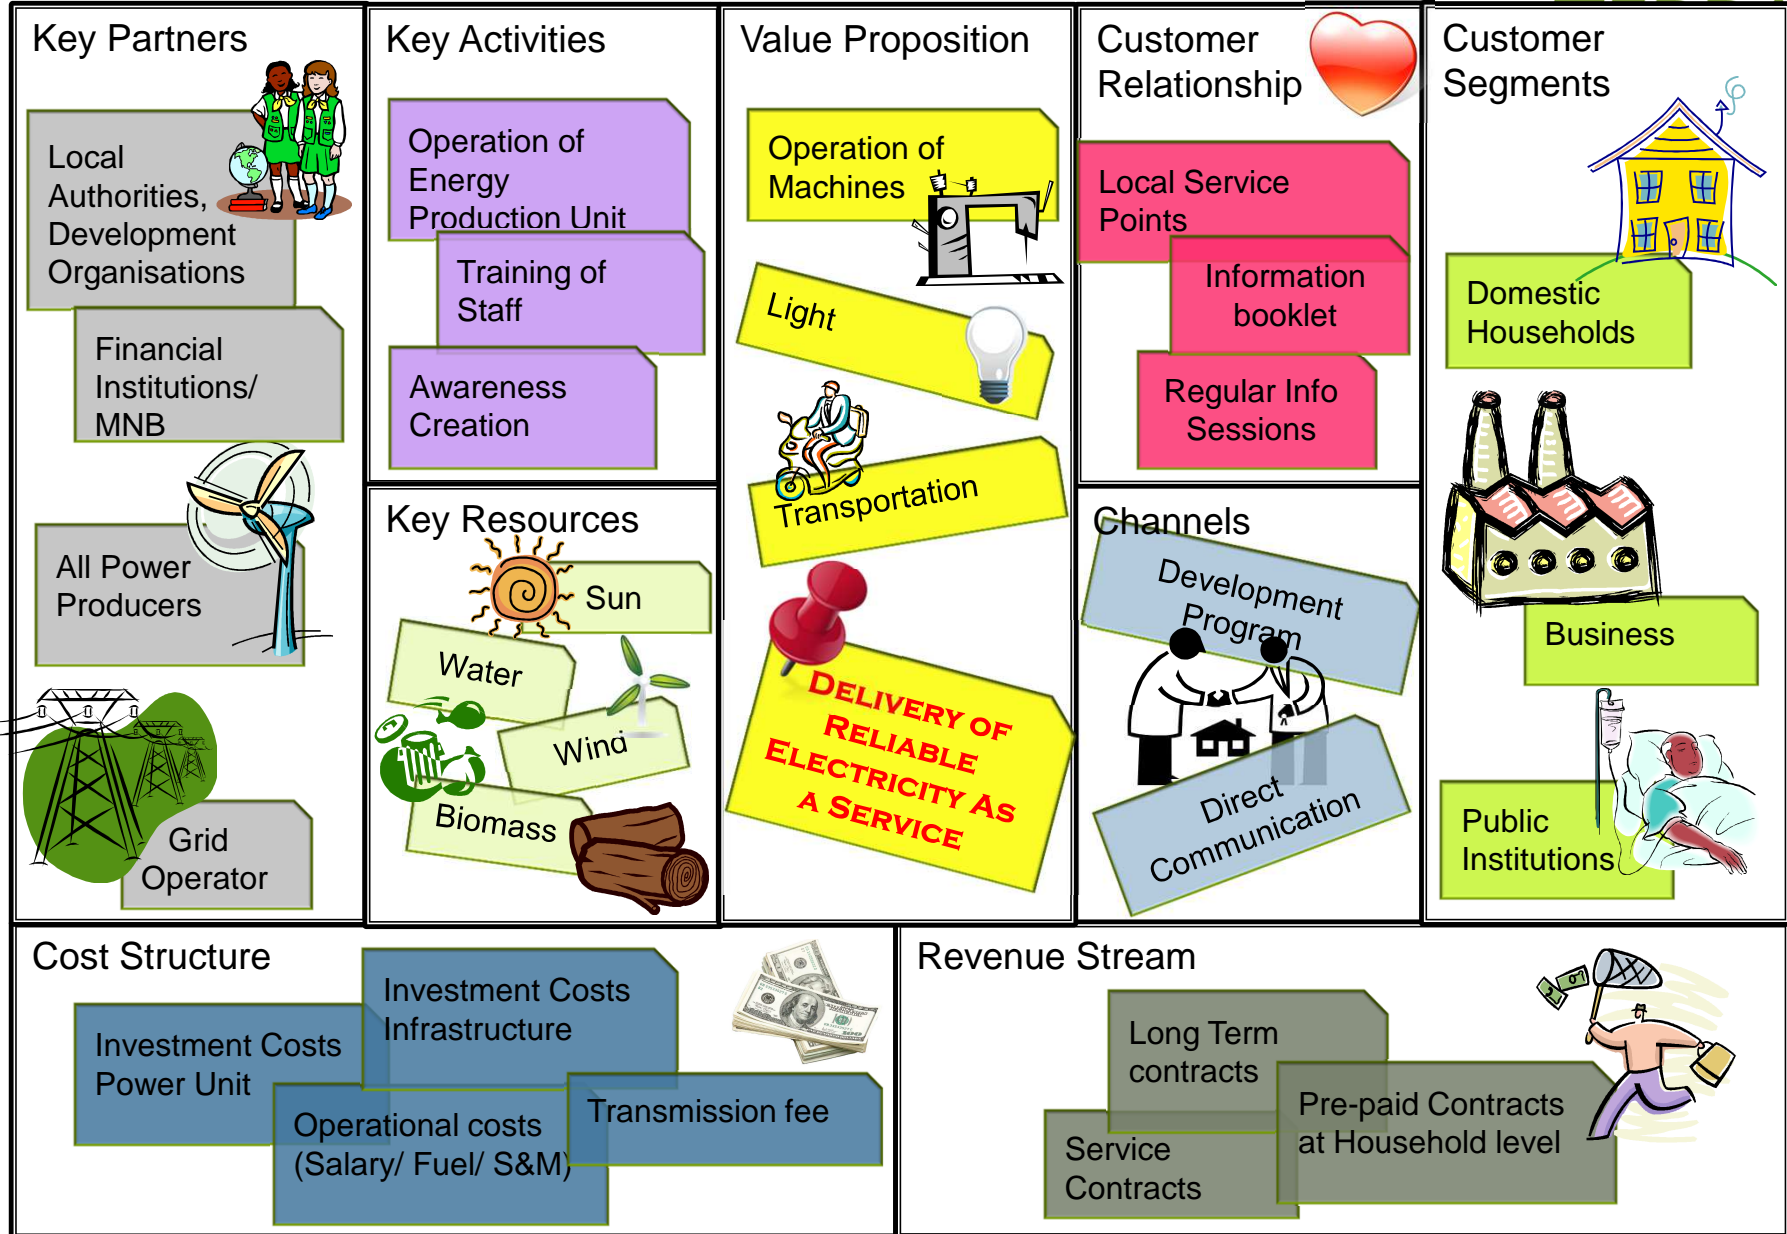 Key Partners
Local
Authorities,
Development
Organisations
Financial
Institutions/
MNB
All Power
Producers
Grid
Operator
Key Activities
Operation of
Energy
Production Unit
Training of
Staff
Awareness
Creation
Key Resources
Sun
Water
Wind
Biomass
Value Proposition
Operation of
Machines
Light
Transportation
DELIVERY OF
RELIABLE
ELECTRICITY AS
A SERVICE
Customer
Relationship
Local Service
Points
Information
booklet
Regular Info
Sessions
Channels
Development
Program
Direct
Communication
Customer
Segments
Domestic
Households
Business
Public
Institutions
Cost Structure
Investment Costs
Power Unit
Investment Costs
Infrastructure
Operational costs
(Salary/ Fuel/ S&M)
Transmission fee
Revenue Stream
Long Term
contracts
Service
Contracts
Pre-paid Contracts
at Household level